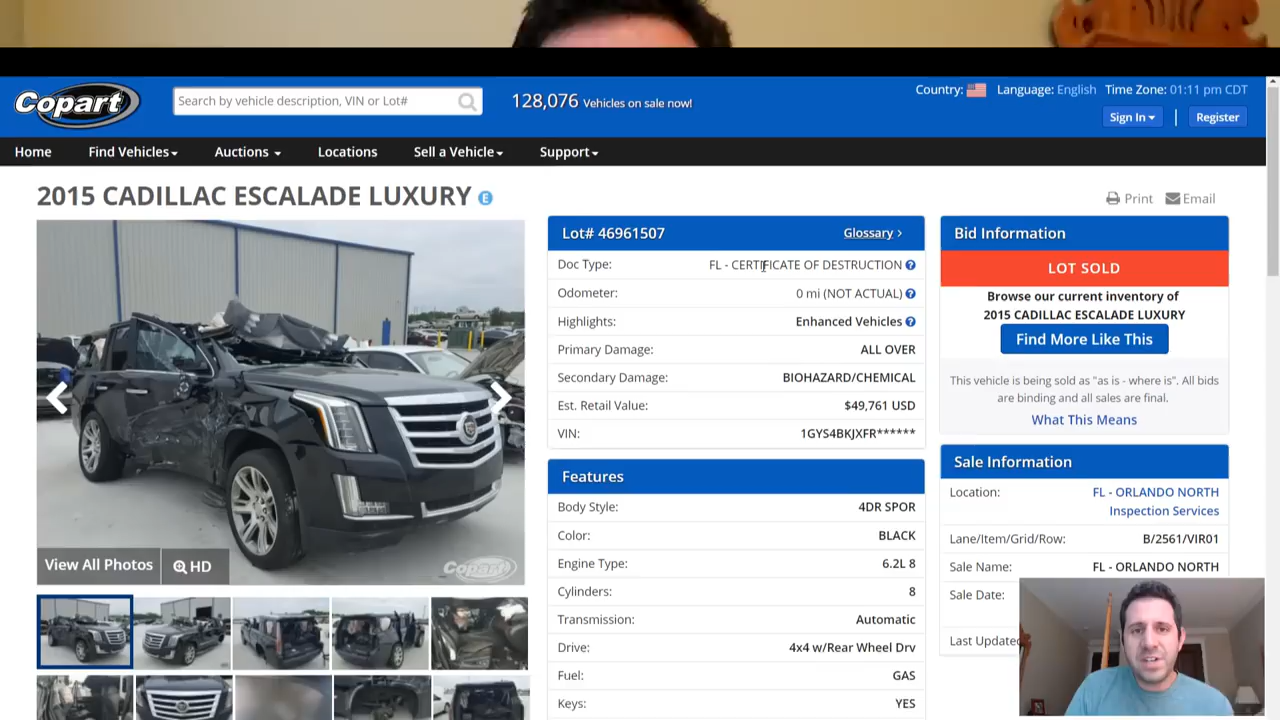 Copart
Search by vehicle description, VIN or Lot#
128,076 Vehicles on sale now!
Country: Language: English Time Zone: 01:11 pm CDT
Sign In
Register
Home Find Vehicles Auctions Locations Sell a Vehicle Support
2015 CADILLAC ESCALADE LUXURY E
Print Email
View All Photos HD
Copart
Lot# 46961507 Glossary >
Doc Type: FL - CERTIFICATE OF DESTRUCTION ?
Odometer: 0 mi (NOT ACTUAL) ?
Highlights: Enhanced Vehicles ?
Primary Damage: ALL OVER
Secondary Damage: BIOHAZARD/CHEMICAL
Est. Retail Value: $49,761 USD
VIN: 1GYS4BKJXFR******
Features
Body Style: 4DR SPOR
Color: BLACK
Engine Type: 6.2L 8
Cylinders: 8
Transmission: Automatic
Drive: 4x4 w/Rear Wheel Drv
Fuel: GAS
Keys: YES
Bid Information
LOT SOLD
Browse our current inventory of
2015 CADILLAC ESCALADE LUXURY
Find More Like This
This vehicle is being sold as "as is - where is". All bids
are binding and all sales are final.
What This Means
Sale Information
Location: FL - ORLANDO NORTH
Inspection Services
Lane/Item/Grid/Row: B/2561/VIR01
Sale Name: FL - ORLANDO NORTH
Sale Date:
Last Updated